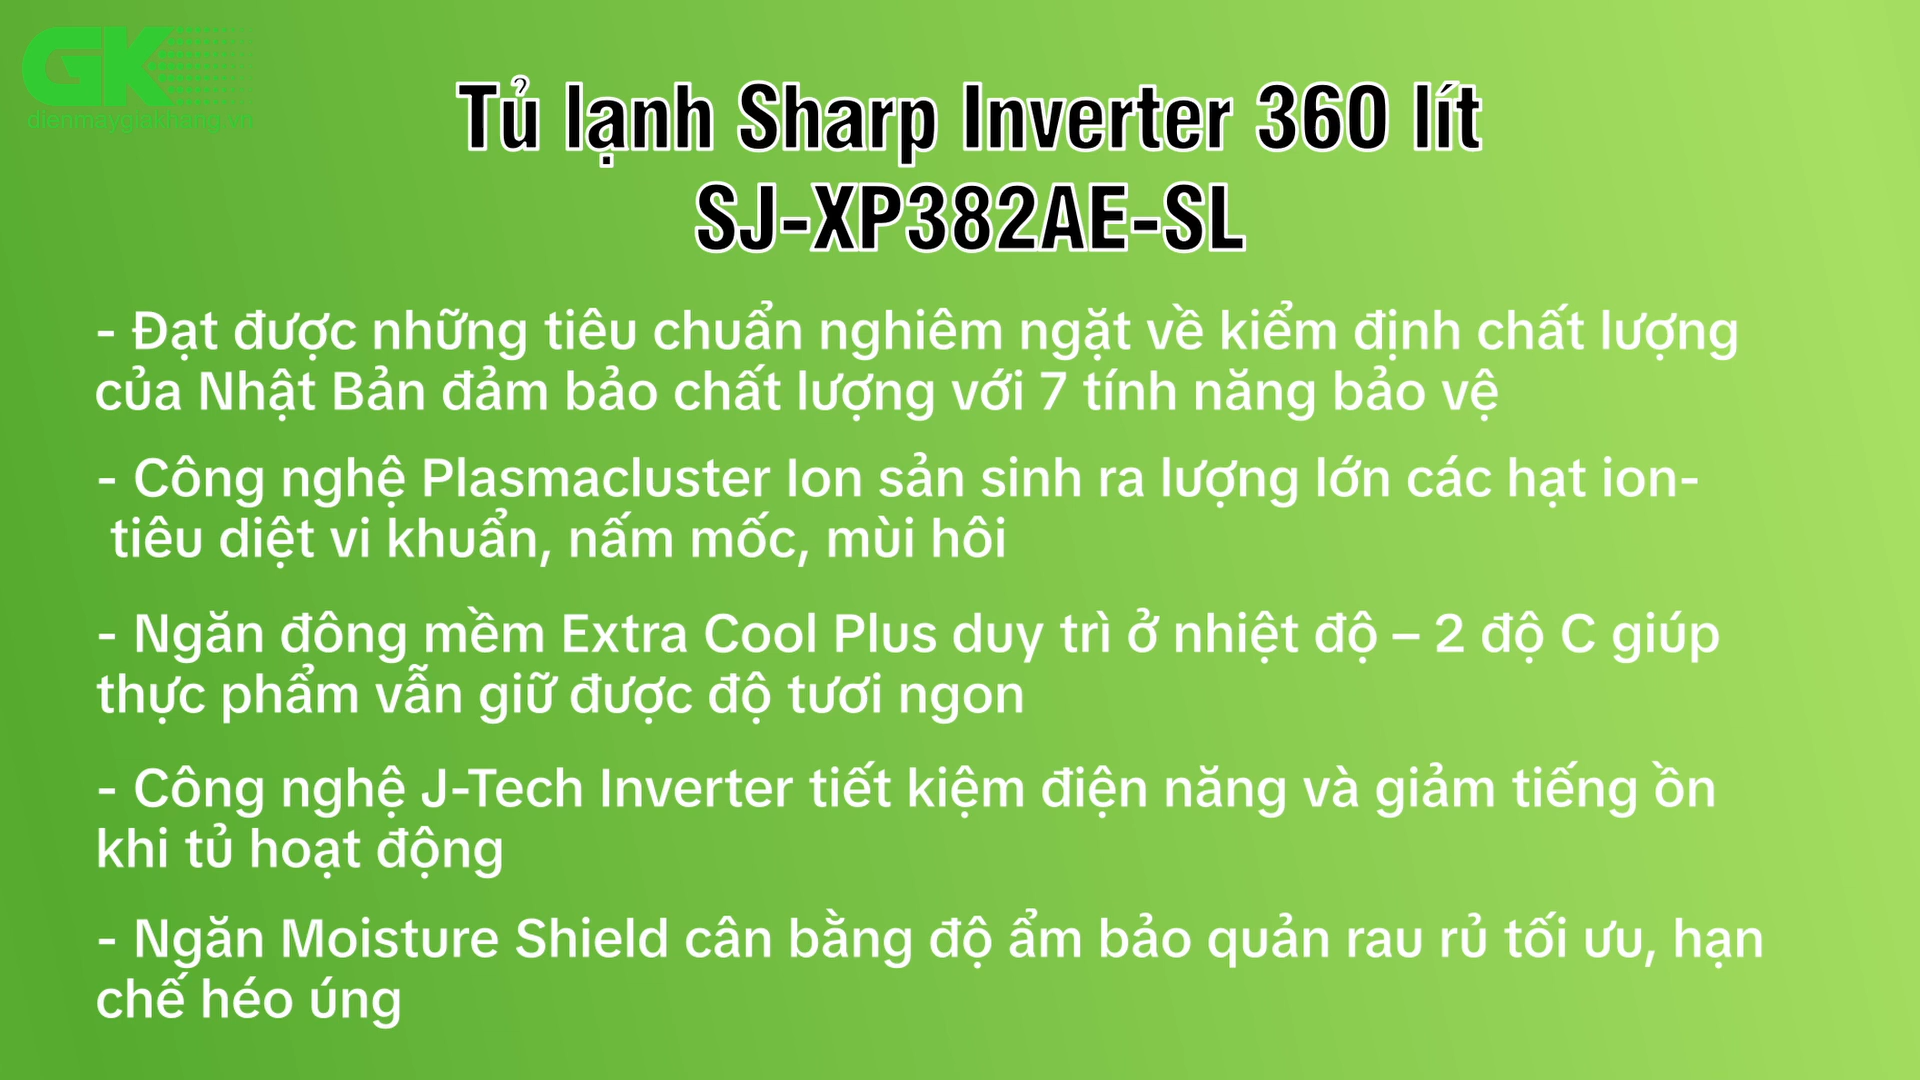 GK
dienmaygiakhang.vn
Tủ lạnh Sharp Inverter 360 lít
SJ-XP382AE-SL
- Đạt được những tiêu chuẩn nghiêm ngặt về kiểm định chất lượng
của Nhật Bản đảm bảo chất lượng với 7 tính năng bảo vệ
- Công nghệ Plasmacluster Ion sản sinh ra lượng lớn các hạt ion-
tiêu diệt vi khuẩn, nấm mốc, mùi hôi
- Ngăn đông mềm Extra Cool Plus duy trì ở nhiệt độ – 2 độ C giúp
thực phẩm vẫn giữ được độ tươi ngon
- Công nghệ J-Tech Inverter tiết kiệm điện năng và giảm tiếng ồn
khi tủ hoạt động
- Ngăn Moisture Shield cân bằng độ ẩm bảo quản rau rủ tối ưu, hạn
chế héo úng